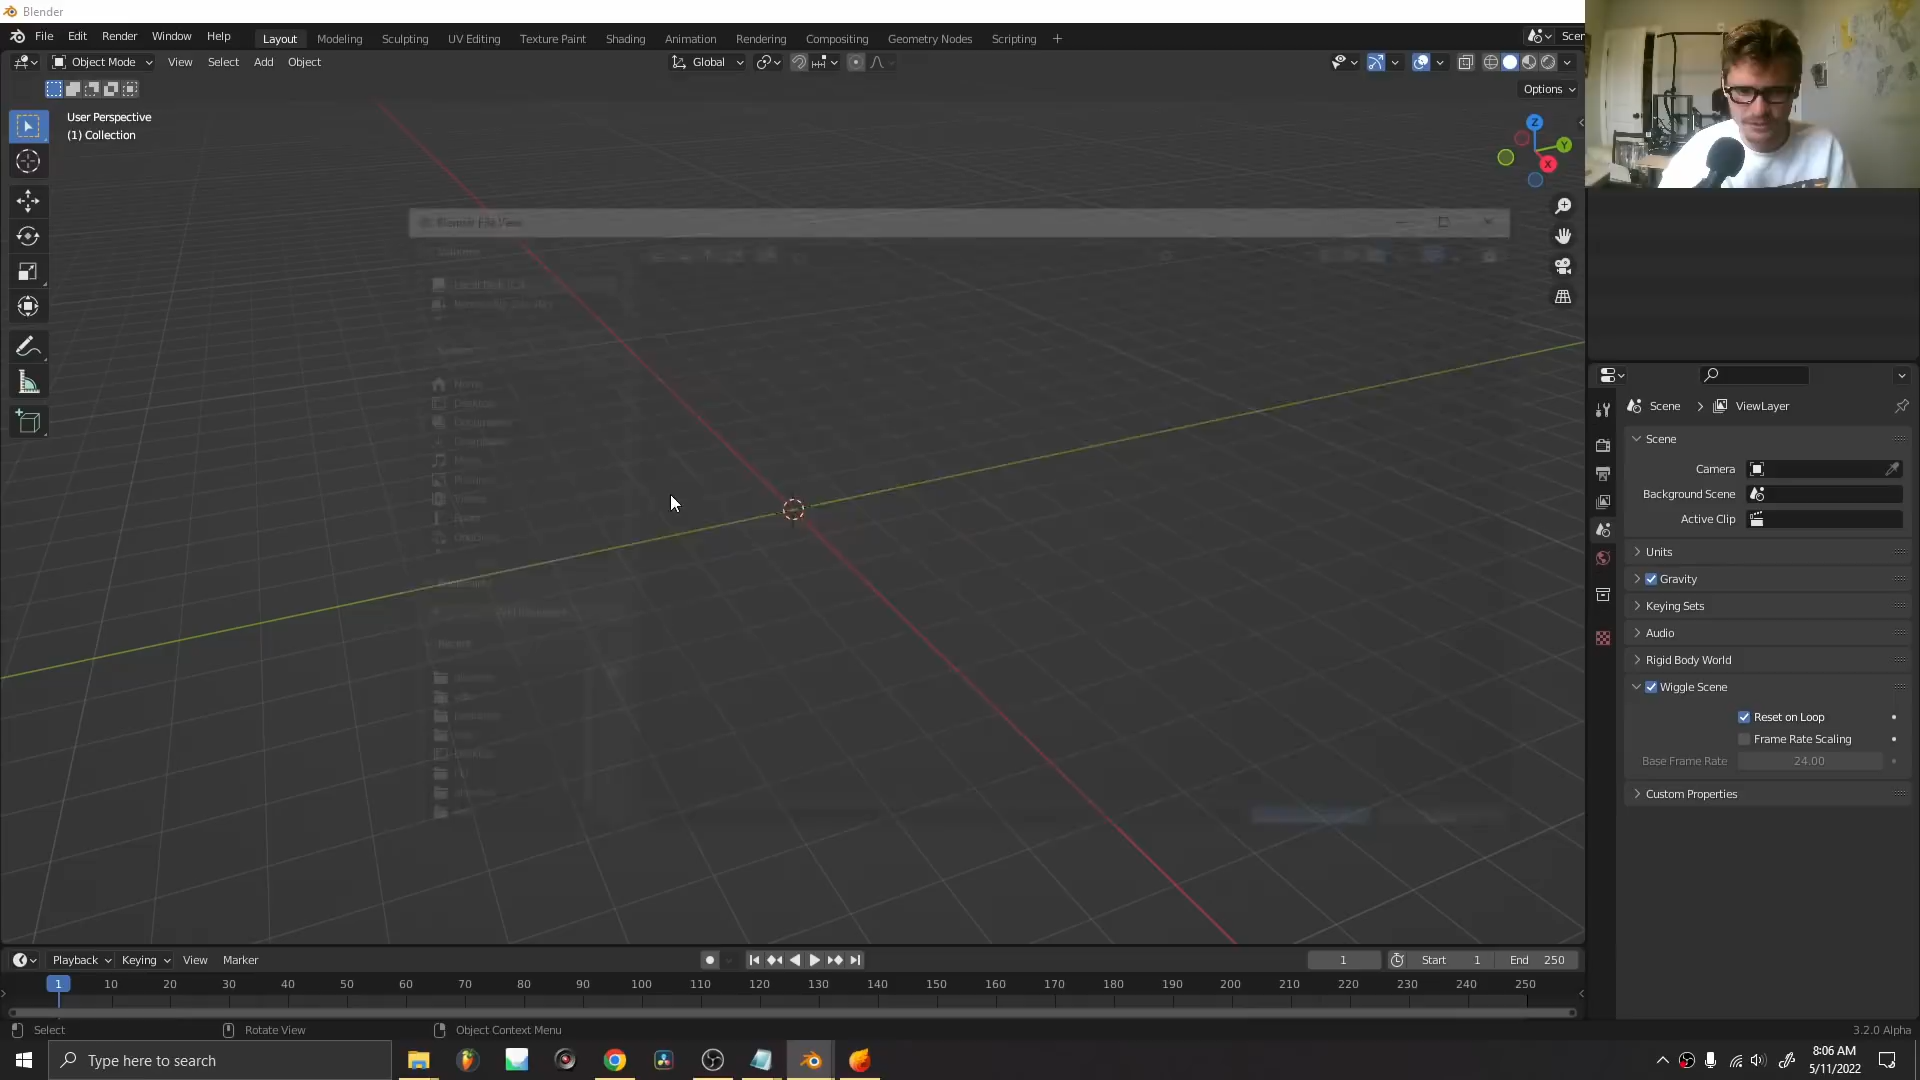 Blender
File Edit Render Window Help
Layout Modeling Sculpting UV Editing Texture Paint Shading Animation Rendering Compositing Geometry Nodes Scripting +
Object Mode View Select Add Object
Global
Options
User Perspective
(1) Collection
Z
Y
X
Blender File View
Home
Recent
Scene > ViewLayer
Scene
Camera
Background Scene
Active Clip
Units
Gravity
Keying Sets
Audio
Rigid Body World
Wiggle Scene
Reset on Loop
Frame Rate Scaling
Base Frame Rate 24.00
Custom Properties
Playback Keying View Marker
1 Start 1 End 250
1 10 20 30 40 50 60 70 80 90 100 110 120 130 140 150 160 170 180 190 200 210 220 230 240 250
Select Rotate View Object Context Menu
3.2.0 Alpha
Type here to search
8:06 AM
5/11/2022